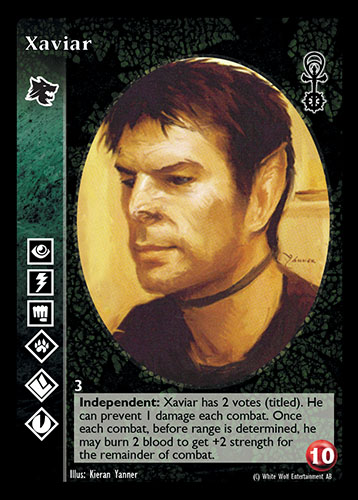 Xaviar
Yanner
3
Independent: Xaviar has 2 votes (titled). He
can prevent 1 damage each combat. Once
each combat, before range is determined, he
may burn 2 blood to get +2 strength for
the remainder of combat.
10
Illus: Kieran Yanner
(C) White Wolf Entertainment AB